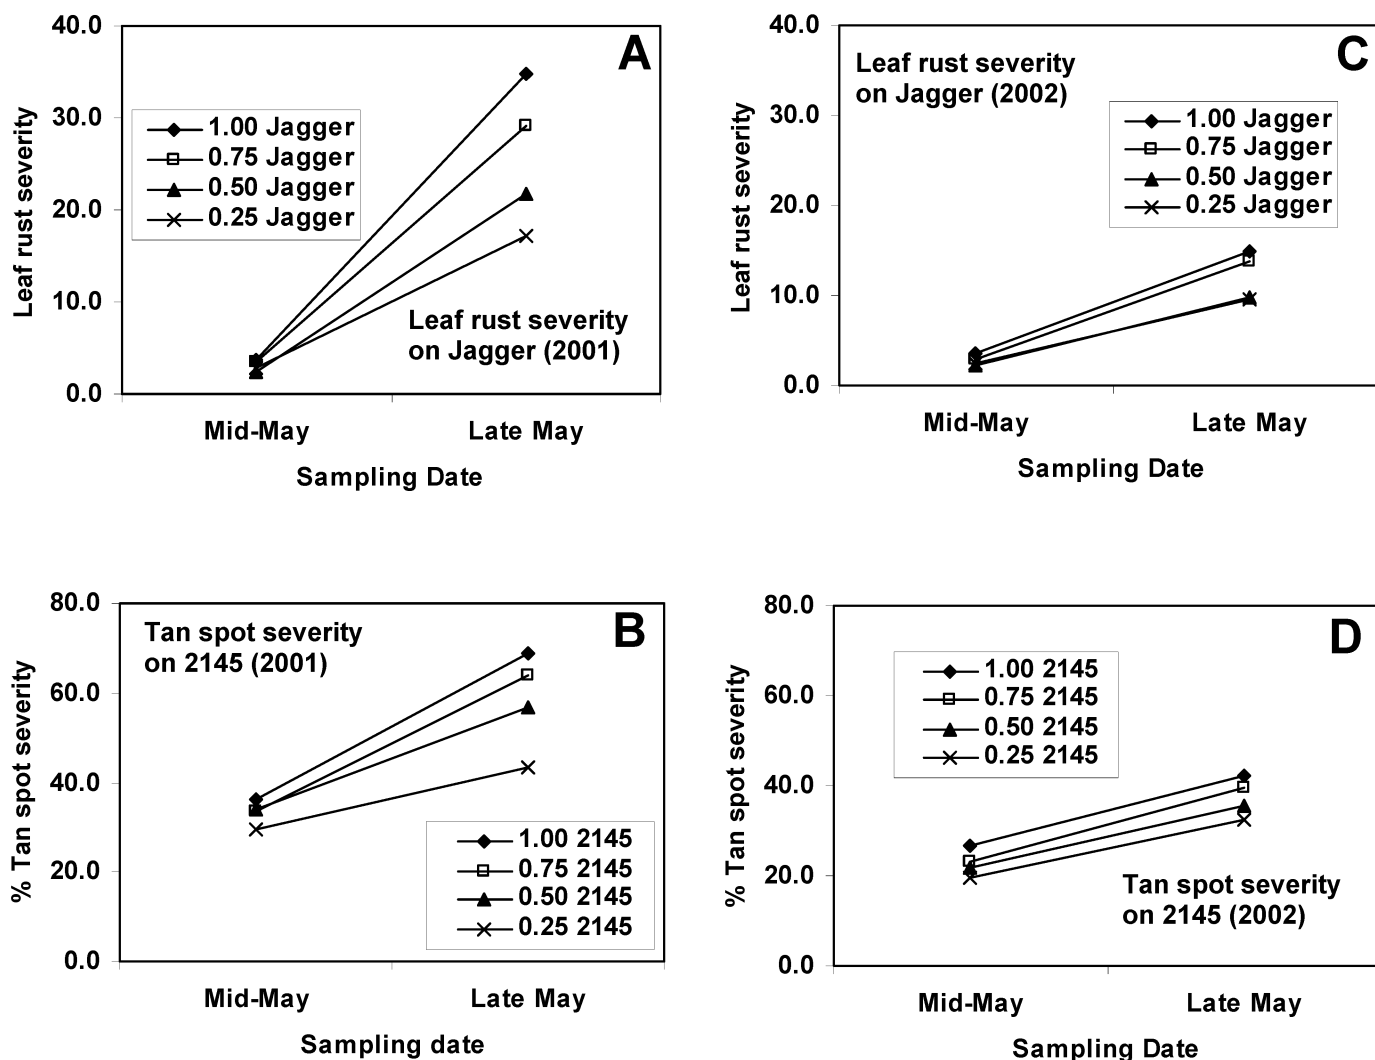 A
40.0
30.0
20.0
10.0
0.0
Leaf rust severity
1.00 Jagger
0.75 Jagger
0.50 Jagger
0.25 Jagger
Leaf rust severity
on Jagger (2001)
Mid-May
Late May
Sampling Date
C
40.0
30.0
20.0
10.0
0.0
Leaf rust severity
Leaf rust severity
on Jagger (2002)
1.00 Jagger
0.75 Jagger
0.50 Jagger
0.25 Jagger
Mid-May
Late May
Sampling Date
B
80.0
60.0
40.0
20.0
0.0
% Tan spot severity
Tan spot severity
on 2145 (2001)
1.00 2145
0.75 2145
0.50 2145
0.25 2145
Mid-May
Late May
Sampling date
D
80.0
60.0
40.0
20.0
0.0
% Tan spot severity
1.00 2145
0.75 2145
0.50 2145
0.25 2145
Tan spot severity
on 2145 (2002)
Mid-May
Late May
Sampling Date